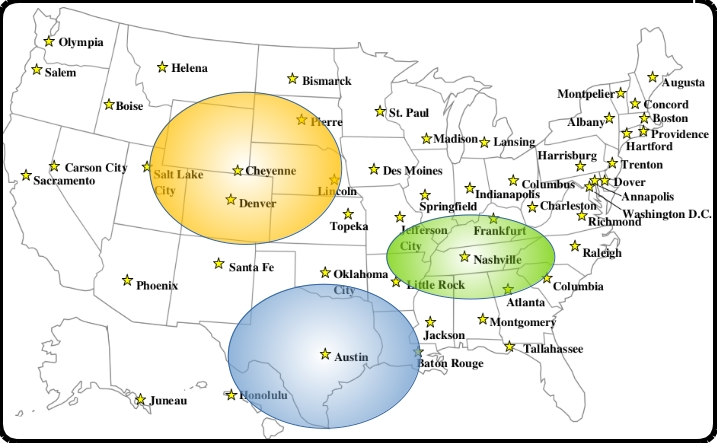 Olympia
Salem
Helena
Bismarck
Boise
Pierre
St. Paul
Madison
Lansing
Montpelier
Augusta
Concord
Albany
Boston
Providence
Hartford
Carson City
Sacramento
Salt Lake
City
Cheyenne
Denver
Lincoln
Des Moines
Topeka
Springfield
Indianapolis
Columbus
Harrisburg
Trenton
Dover
Annapolis
Washington D.C.
Charleston
Richmond
Jefferson
City
Frankfurt
Nashville
Raleigh
Phoenix
Santa Fe
Oklahoma
City
Little Rock
Atlanta
Columbia
Jackson
Montgomery
Tallahassee
Austin
Baton Rouge
Juneau
Honolulu